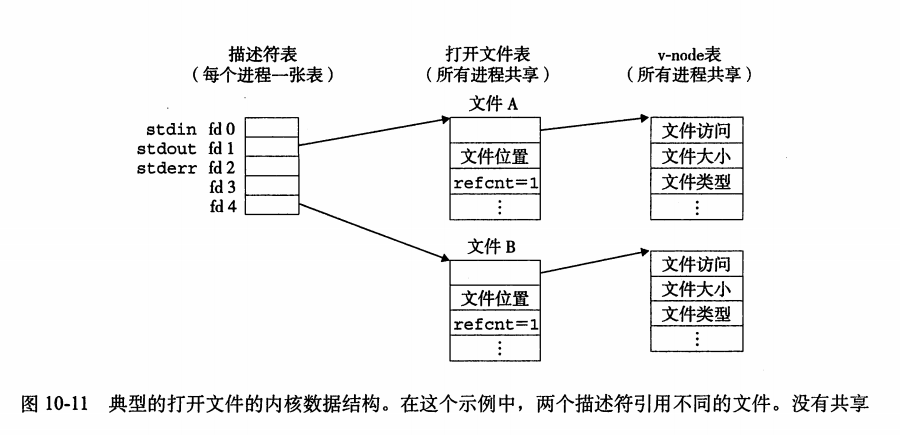 描述符表
（每个进程一张表）
打开文件表
（所有进程共享）
v-node表
（所有进程共享）
stdin fd 0
stdout fd 1
stderr fd 2
fd 3
fd 4
文件 A
文件位置
refcnt=1
⋮
文件访问
文件大小
文件类型
⋮
文件 B
文件位置
refcnt=1
⋮
文件访问
文件大小
文件类型
⋮
图 10-11 典型的打开文件的内核数据结构。在这个示例中，两个描述符引用不同的文件。没有共享